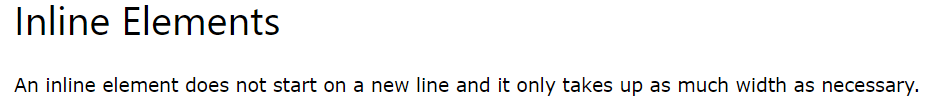 Inline Elements
An inline element does not start on a new line and it only takes up as much width as necessary.